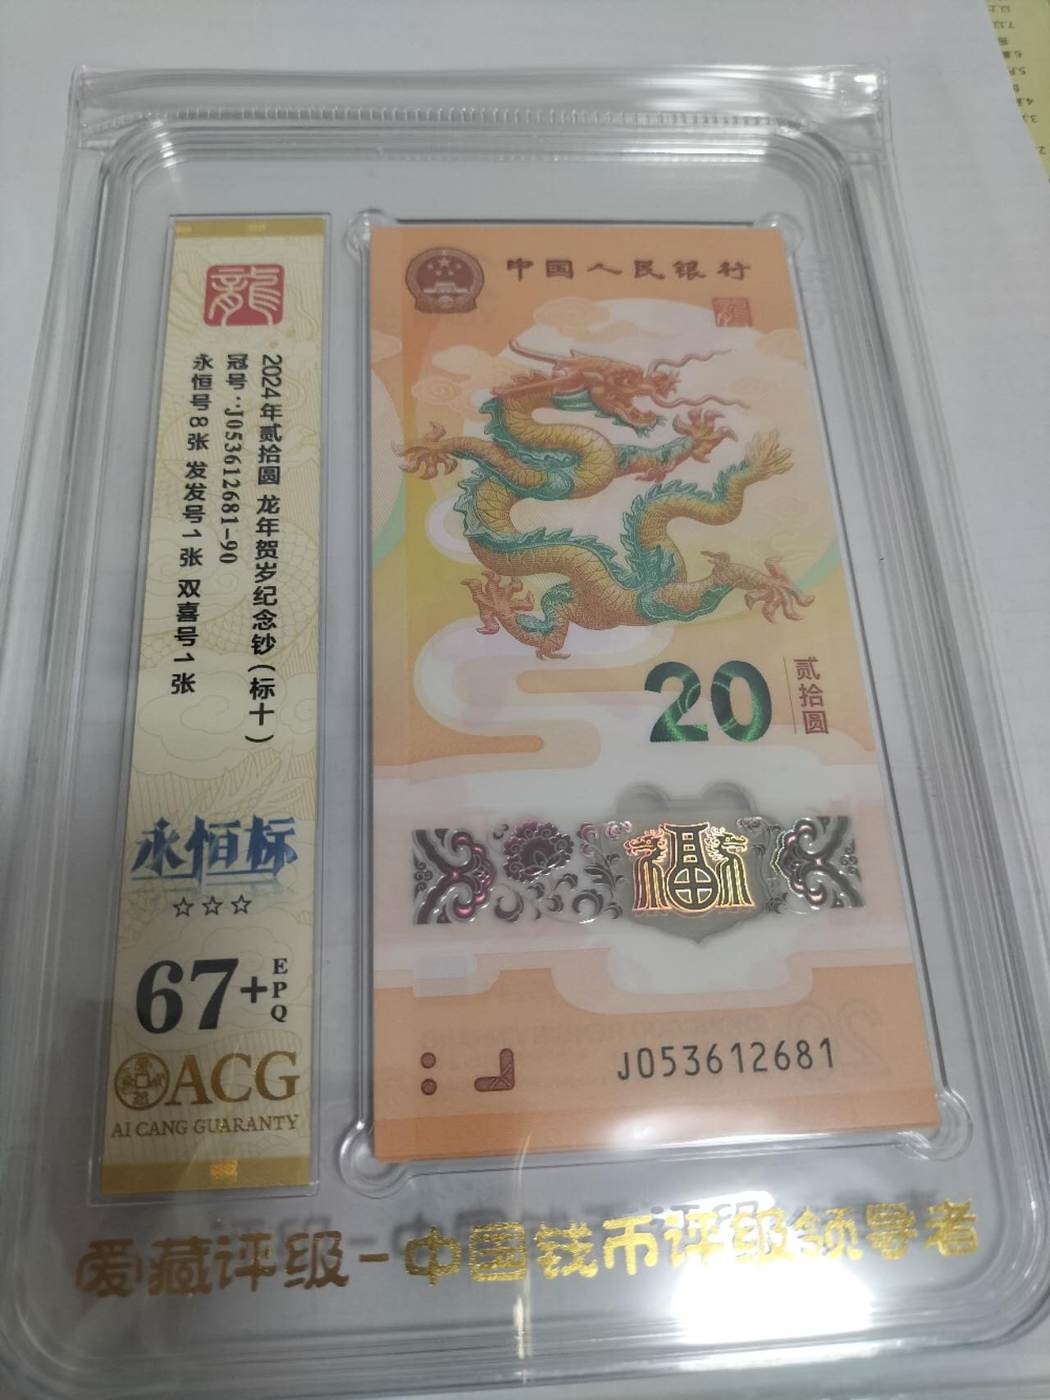 龍
2024年贰拾圆 龙年贺岁纪念钞(标十)
冠号:J053612681-90
永恒号8张 发发号1张 双喜号1张
永恒标
☆☆☆
67+
EPQ
ACG
AI CANG GUARANTY
中国人民银行
20
贰拾圆
福
J053612681
爱藏评级-中国钱币评级领导者